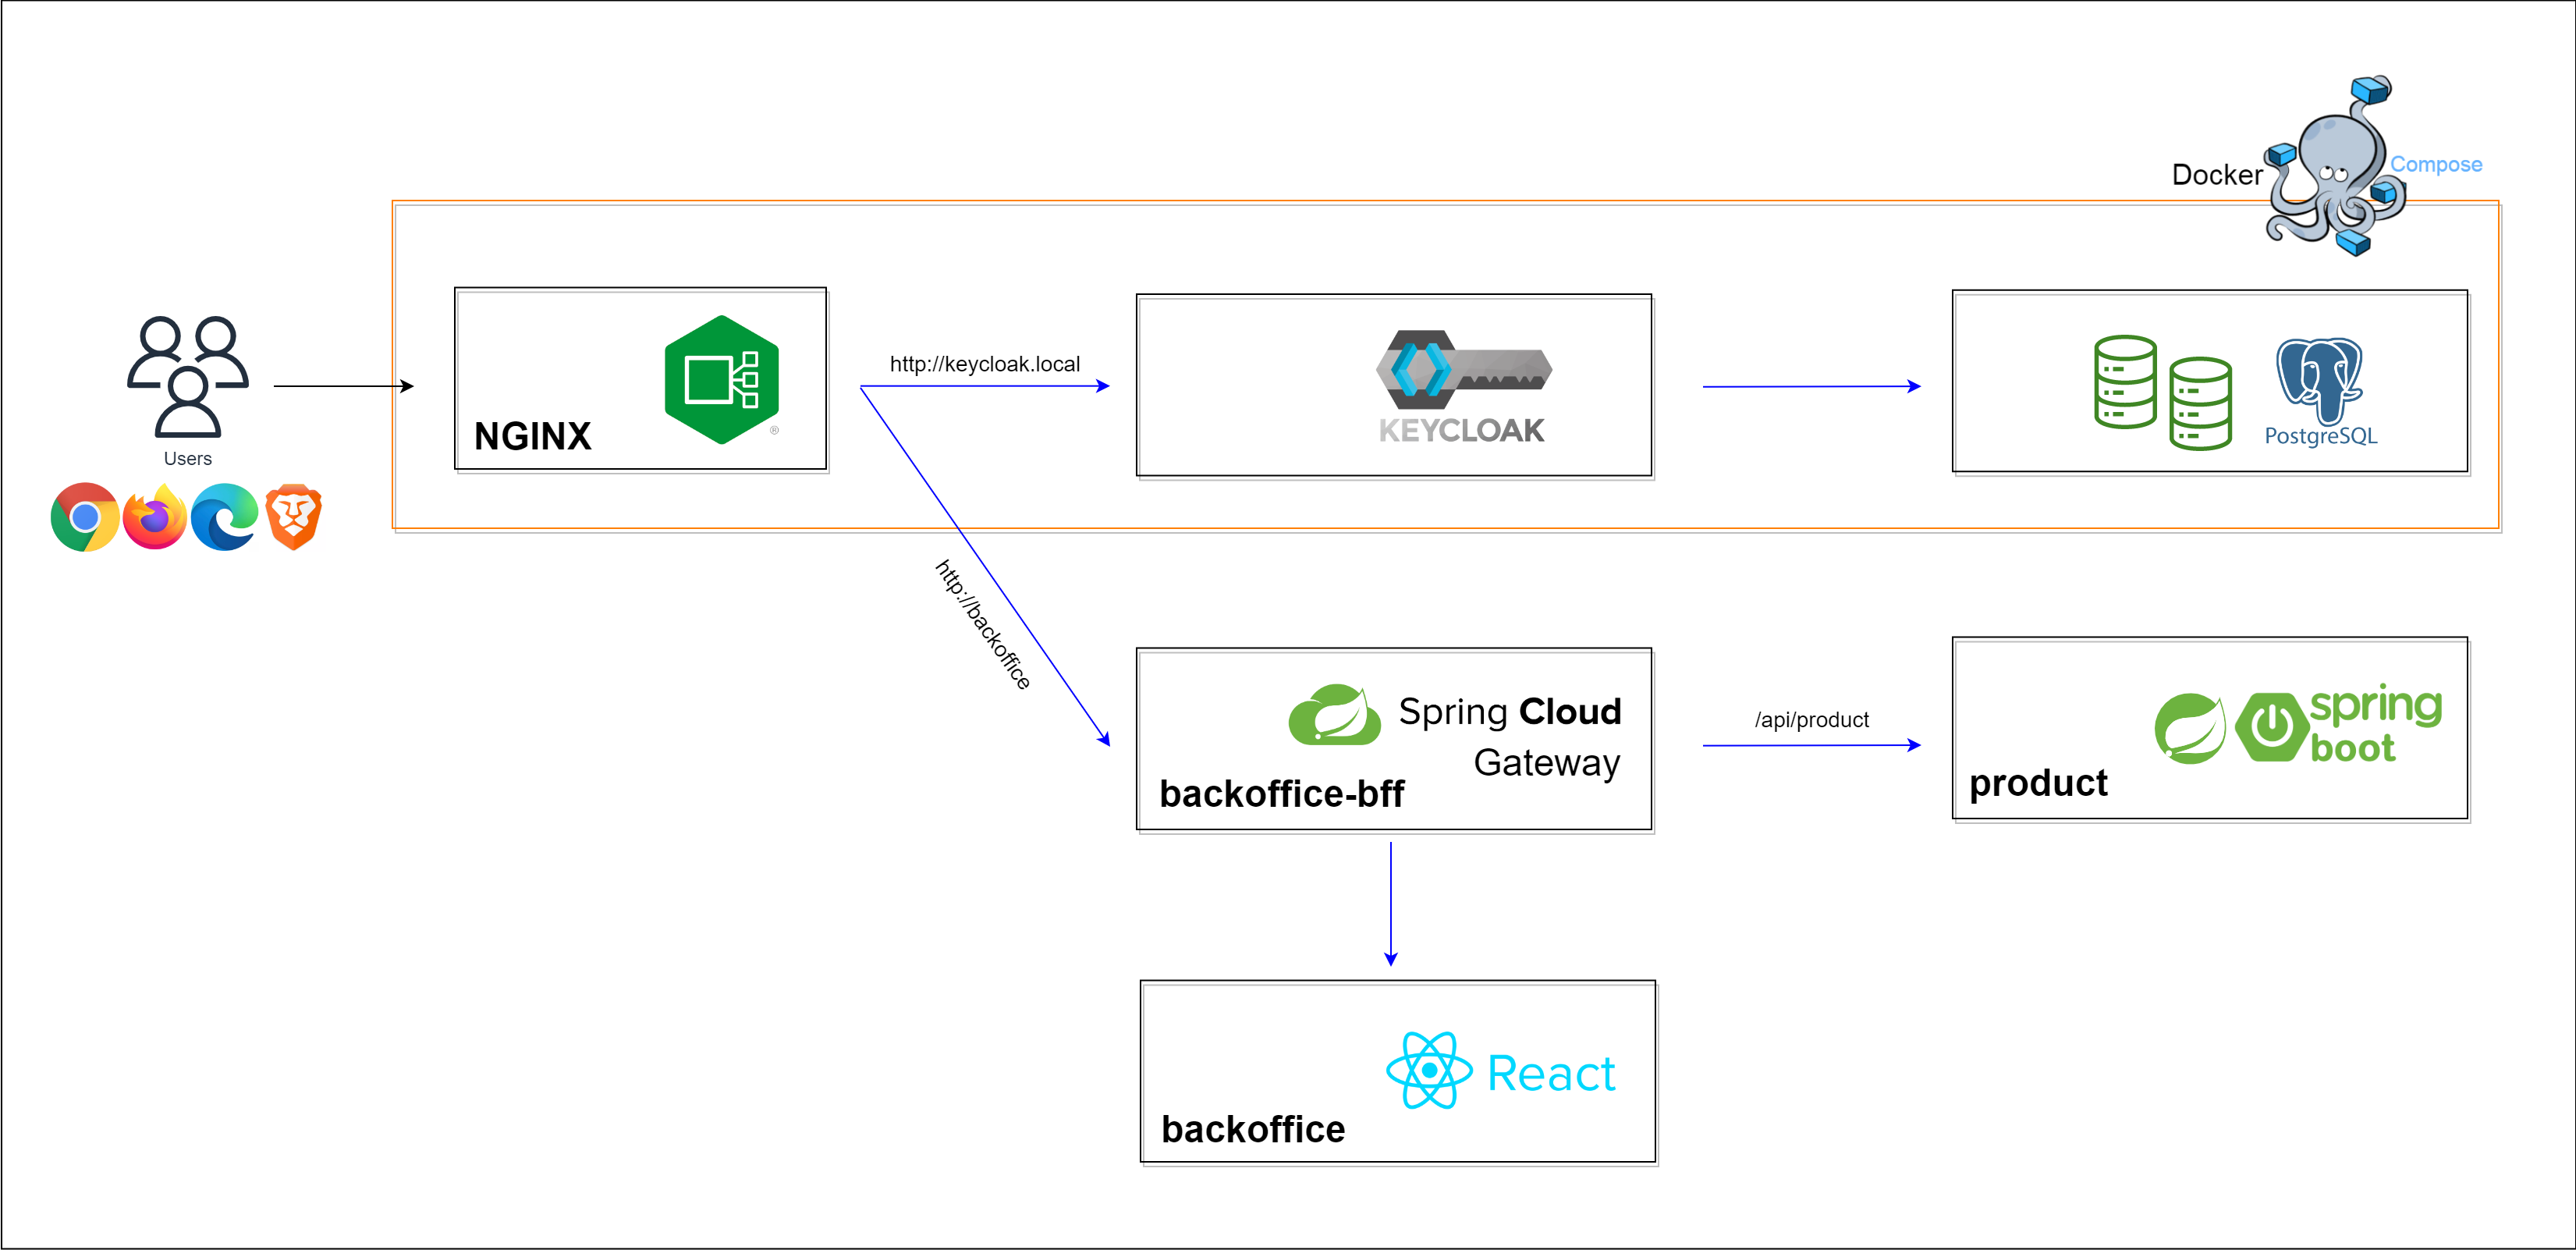 Docker
Compose
NGINX
®
http://keycloak.local
KEYCLOAK
PostgreSQL
Users
http://backoffice
Spring Cloud
Gateway
backoffice-bff
/api/product
spring
boot
product
React
backoffice